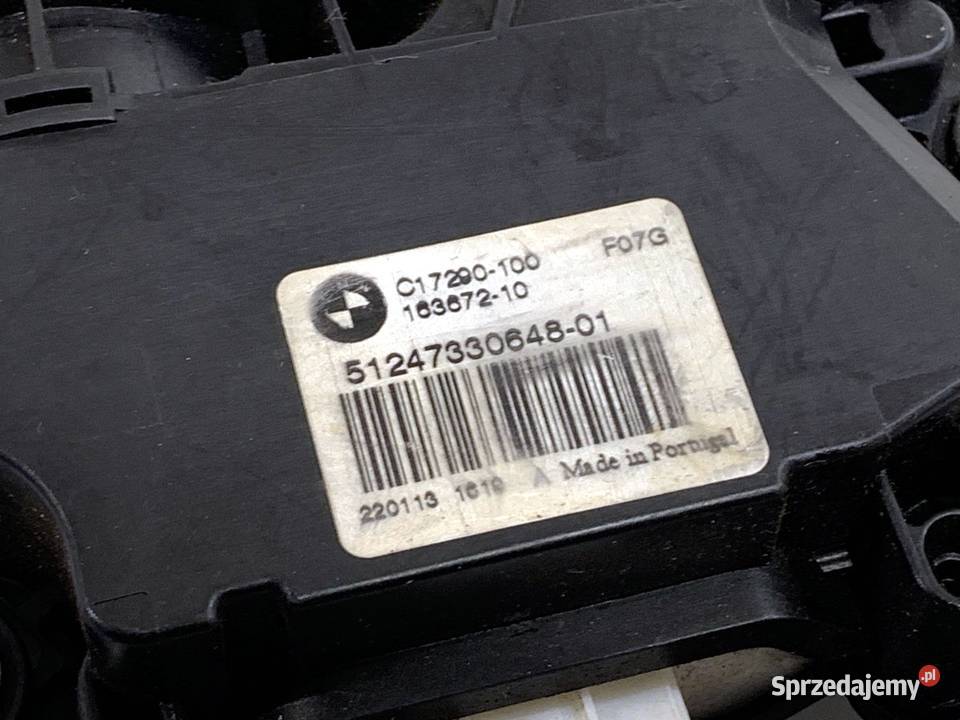 C17290-100
F07G
163672-10
51247330648-01
220113 1619
Made in Portugal
Sprzedajemy.pl